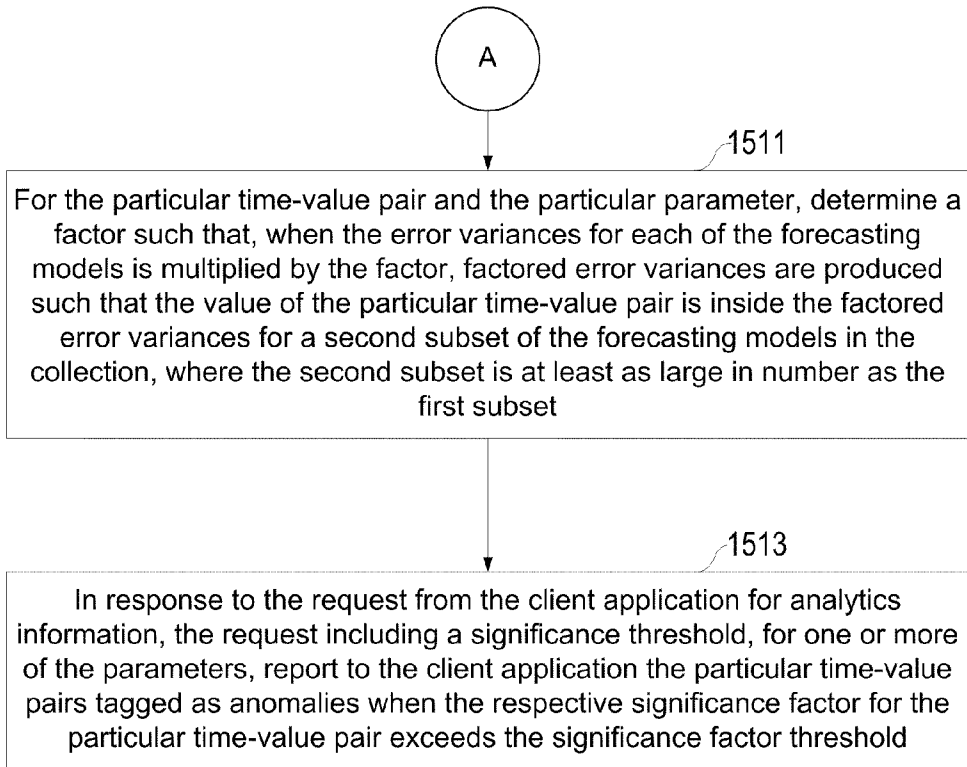 A
1511
For the particular time-value pair and the particular parameter, determine a
factor such that, when the error variances for each of the forecasting
models is multiplied by the factor, factored error variances are produced
such that the value of the particular time-value pair is inside the factored
error variances for a second subset of the forecasting models in the
collection, where the second subset is at least as large in number as the
first subset
1513
In response to the request from the client application for analytics
information, the request including a significance threshold, for one or more
of the parameters, report to the client application the particular time-value
pairs tagged as anomalies when the respective significance factor for the
particular time-value pair exceeds the significance factor threshold